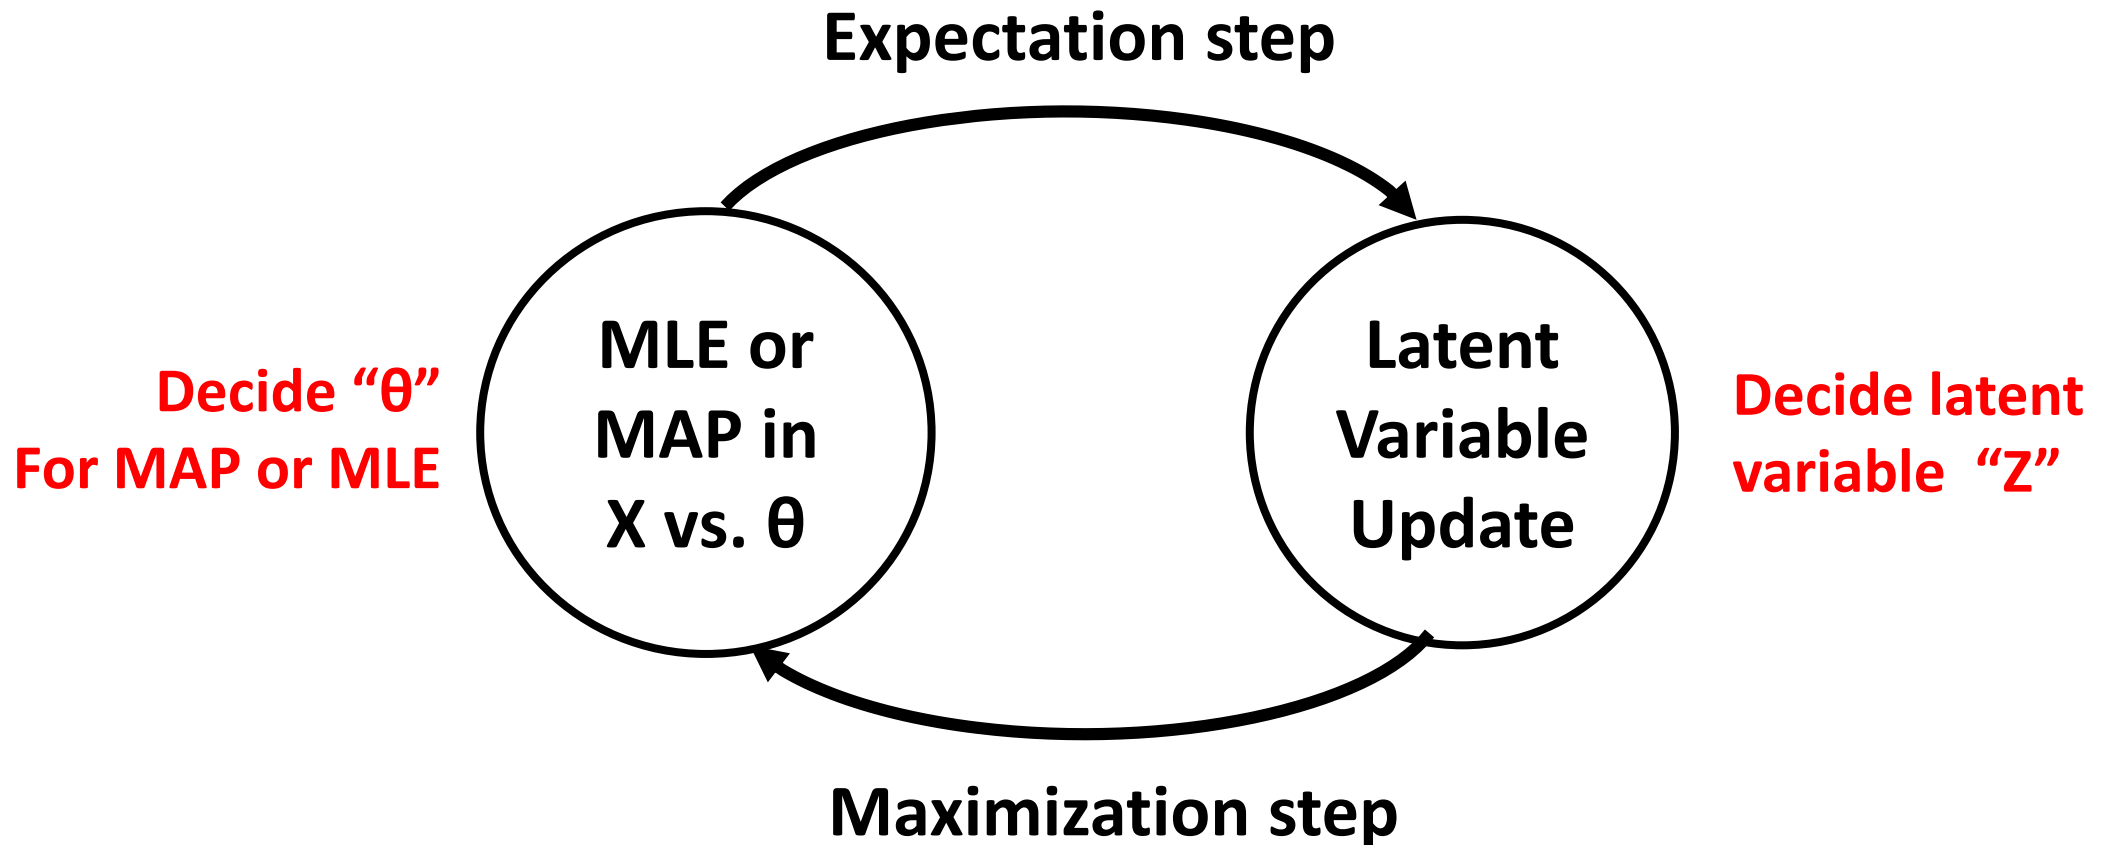 Expectation step
MLE or
MAP in
X vs. θ
Latent
Variable
Update
Decide “θ”
For MAP or MLE
Decide latent
variable “Z”
Maximization step